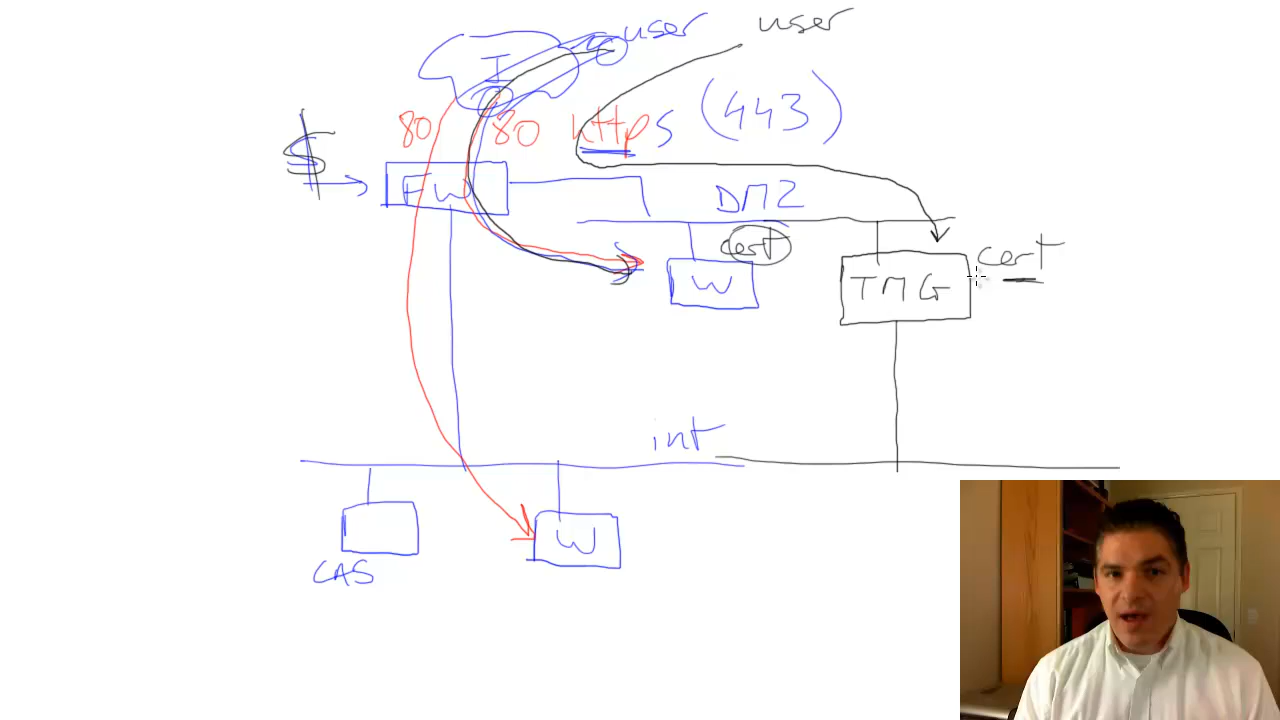 user
user
I
80
80
https
(443)
$
FW
DMZ
cert
cert
W
TMG
int
W
CAS